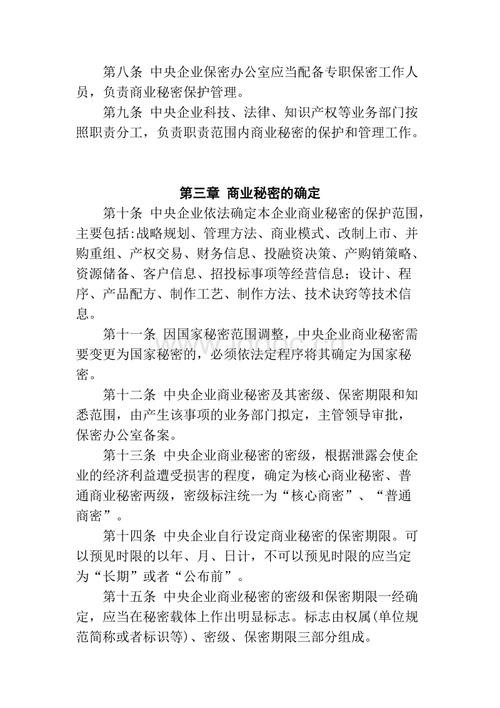 第八条 中央企业保密办公室应当配备专职保密工作人
员，负责商业秘密保护管理。
第九条 中央企业科技、法律、知识产权等业务部门按
照职责分工，负责职责范围内商业秘密的保护和管理工作。
第三章 商业秘密的确定
第十条 中央企业依法确定本企业商业秘密的保护范围，
主要包括:战略规划、管理方法、商业模式、改制上市、并
购重组、产权交易、财务信息、投融资决策、产购销策略、
资源储备、客户信息、招投标事项等经营信息；设计、程
序、产品配方、制作工艺、制作方法、技术诀窍等技术信
息。
第十一条 因国家秘密范围调整，中央企业商业秘密需
要变更为国家秘密的，必须依法定程序将其确定为国家秘
密。
第十二条 中央企业商业秘密及其密级、保密期限和知
悉范围，由产生该事项的业务部门拟定，主管领导审批，
保密办公室备案。
第十三条 中央企业商业秘密的密级，根据泄露会使企
业的经济利益遭受损害的程度，确定为核心商业秘密、普
通商业秘密两级，密级标注统一为“核心商密”、“普通
商密”。
第十四条 中央企业自行设定商业秘密的保密期限。可
以预见时限的以年、月、日计，不可以预见时限的应当定
为“长期”或者“公布前”。
第十五条 中央企业商业秘密的密级和保密期限一经确
定，应当在秘密载体上作出明显标志。标志由权属(单位规
范简称或者标识等)、密级、保密期限三部分组成。